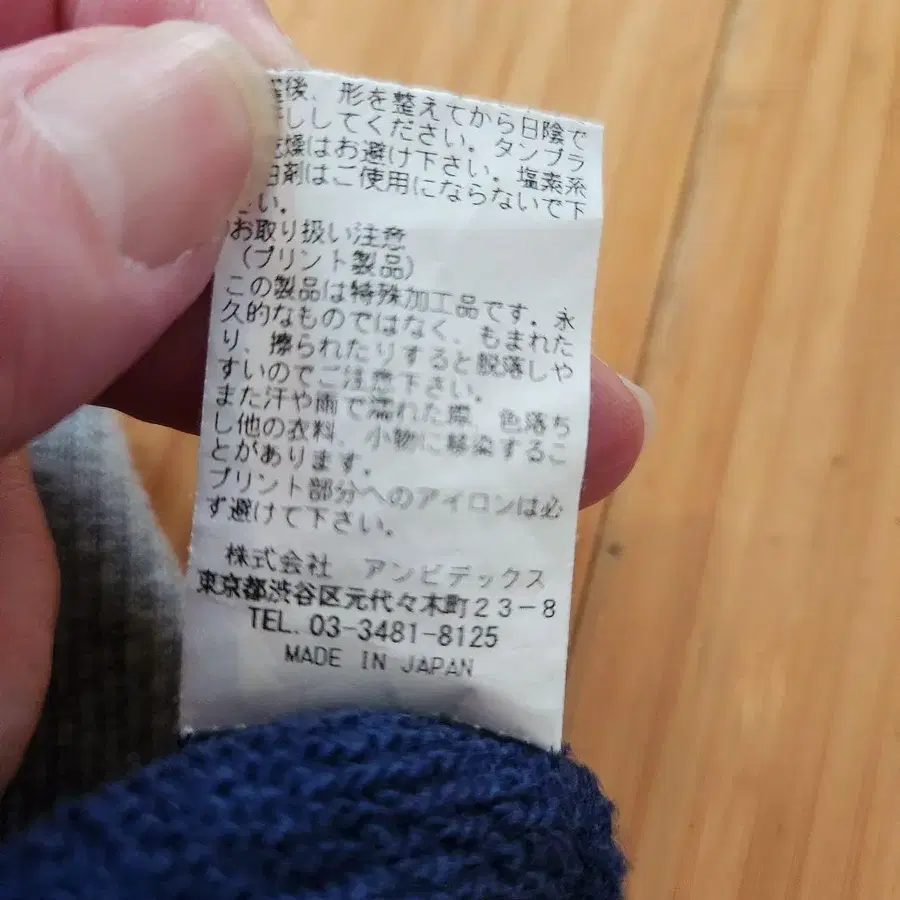 後、形を整えてから日陰で
ししてください。タンブラ
燥はお避け下さい。塩素系
白剤はご使用にならないで下
い。
お取り扱い注意
(プリント製品)
この製品は特殊加工品です。永
久的なものではなく、もまれた
り、擦られたりすると脱落しや
すいのでご注意下さい。
また汗や雨で濡れた際、色落ち
し他の衣料、小物に移染するこ
とがあります。
プリント部分へのアイロンは必
ず避けて下さい。
株式会社 アンビデックス
東京都渋谷区元代々木町23-8
TEL. 03-3481-8125
MADE IN JAPAN